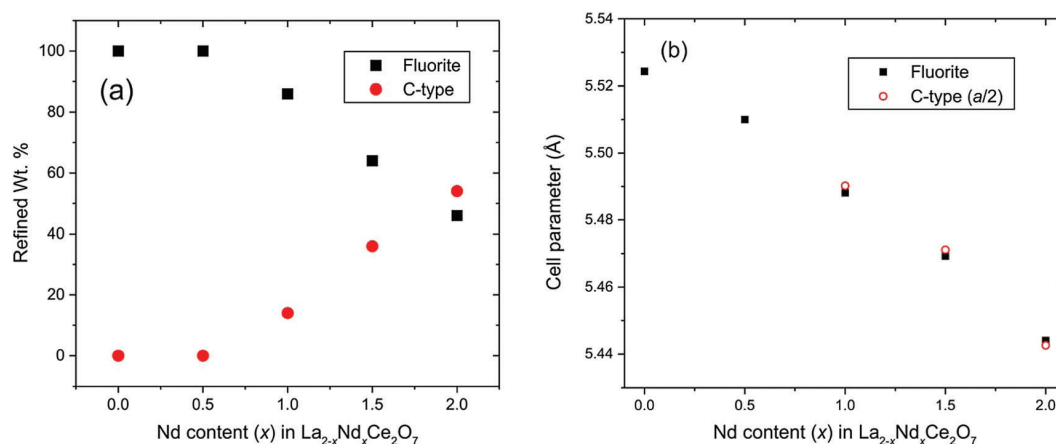 (a)
Fluorite
C-type
Refined Wt. %
100
80
60
40
20
0
0.0 0.5 1.0 1.5 2.0
Nd content (x) in La2-xNdxCe2O7
(b)
Fluorite
C-type (a/2)
Cell parameter (Å)
5.54
5.52
5.50
5.48
5.46
5.44
0.0 0.5 1.0 1.5 2.0
Nd content (x) in La2-xNdxCe2O7